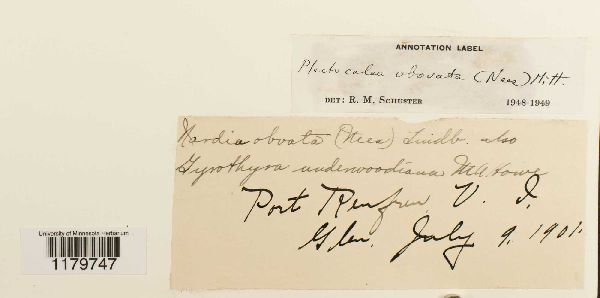 ANNOTATION LABEL
Plectocolea obovata (Nees) Mitt.
DET: R. M. SCHUSTER 1948-1949
Nardia obvata (Nees) Lindb. also
Gyrothyra underwoodiana M.A. Howe
Port Renfrew V. I.
Glen. July 9, 1901.
University of Minnesota Herbarium
1179747